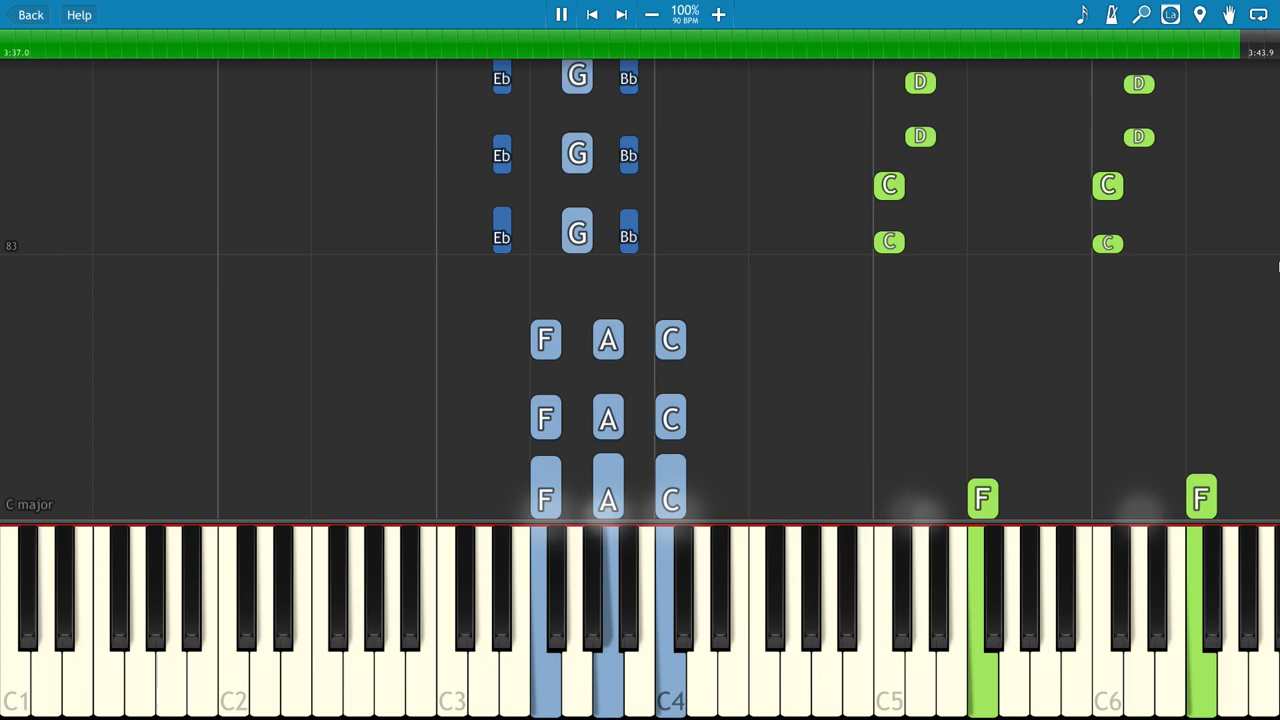 Back Help 100%
90 BPM La
3:37.0 3:43.9
Eb G Bb D D
Eb G Bb D D
C C
Eb G Bb C C
83
F A C
F A C
F A C F F
C major
C1 C2 C3 C4 C5 C6